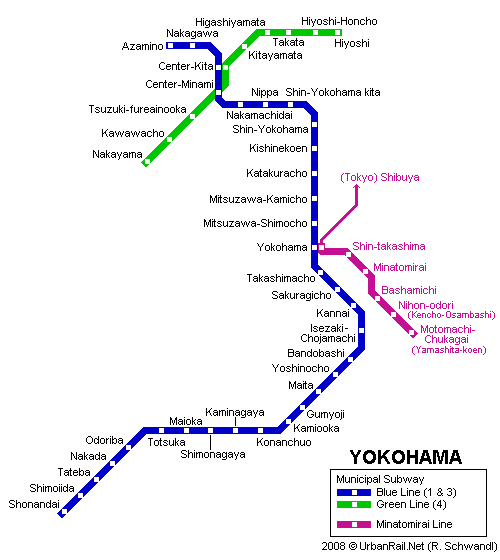 Higashiyamata
Hiyoshi-Honcho
Nakagawa
Azamino
Takata
Hiyoshi
Kitayamata
Center-Kita
Center-Minami
Nippa
Shin-Yokohama kita
Tsuzuki-fureainooka
Nakamachidai
Shin-Yokohama
Kawawacho
Kishinekoen
Nakayama
Katakuracho
(Tokyo) Shibuya
Mitsuzawa-Kamicho
Mitsuzawa-Shimocho
Yokohama
Shin-takashima
Minatomirai
Takashimacho
Bashamichi
Sakuragicho
Nihon-odori
(Kencho-Osambashi)
Kannai
Isezaki-
Chojamachi
Motomachi-
Chukagai
(Yamashita-koen)
Bandobashi
Yoshinocho
Maita
Gumyoji
Kaminagaya
Maioka
Kamiooka
Odoriba
Totsuka
Konanchuo
Shimonagaya
Nakada
Tateba
Shimoiida
Shonandai
YOKOHAMA
Municipal Subway
Blue Line (1 & 3)
Green Line (4)
Minatomirai Line
2008 © UrbanRail.Net (R. Schwandl)